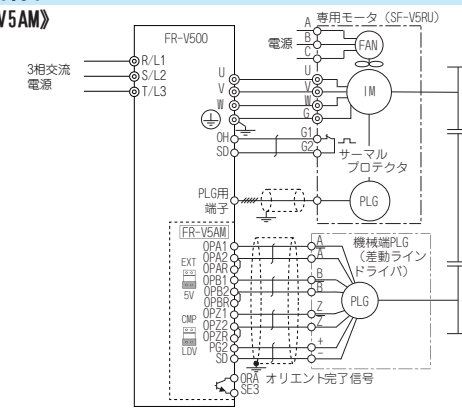 V5AM》
FR-V500
専用モータ(SF-V5RU)
電源
A
B
C
FAN
3相交流
電源
R/L1
S/L2
T/L3
U
V
W
U
V
W
G
IM
OH
SD
G1
G2
サーマル
プロテクタ
PLG用
端子
PLG
FR-V5AM
EXT
5V
CMP
LDV
OPA1
OPA2
OPAR
OPB1
OPB2
OPBR
OPZ1
OPZ2
OPZR
PG2
SD
機械端PLG
(差動ライン
ドライバ)
A
A
B
B
Z
Z
+
-
PLG
ORA オリエント完了信号
SE3